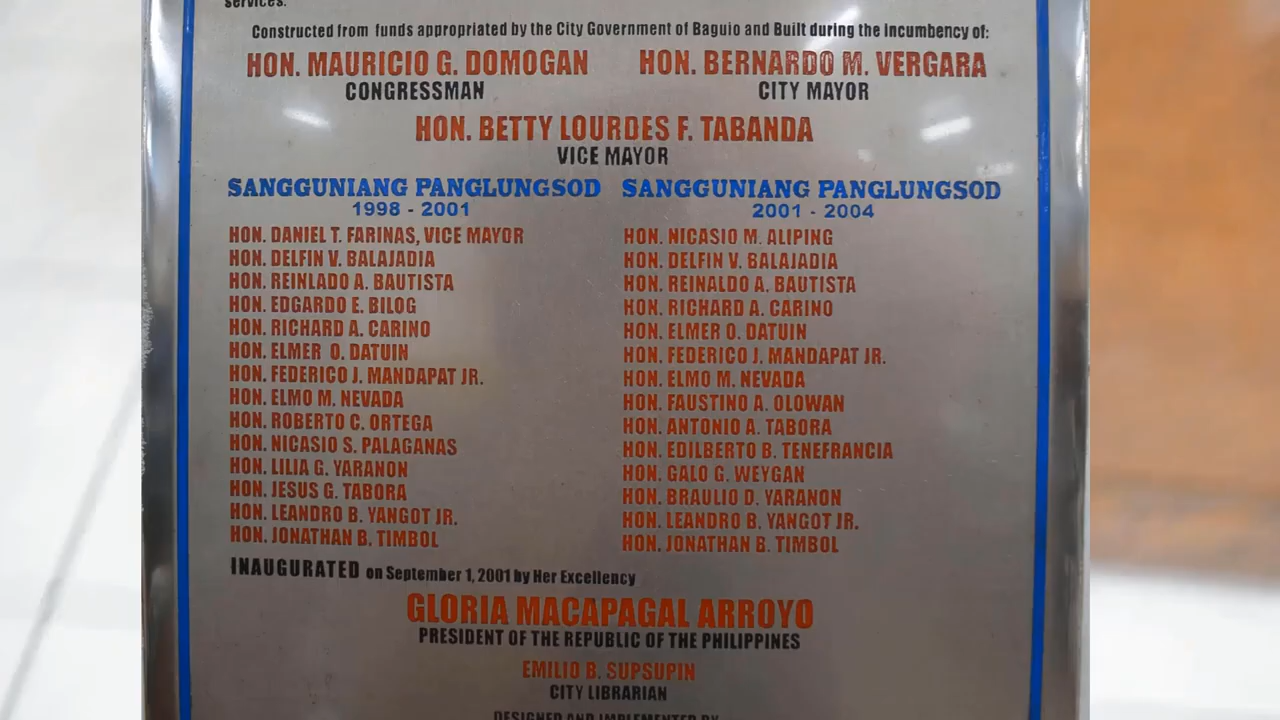 services.
Constructed from funds appropriated by the City Government of Baguio and Built during the incumbency of:
HON. MAURICIO G. DOMOGAN
CONGRESSMAN
HON. BERNARDO M. VERGARA
CITY MAYOR
HON. BETTY LOURDES F. TABANDA
VICE MAYOR
SANGGUNIANG PANGLUNGSOD
1998 - 2001
HON. DANIEL T. FARINAS, VICE MAYOR
HON. DELFIN V. BALAJADIA
HON. REINLADO A. BAUTISTA
HON. EDGARDO E. BILOG
HON. RICHARD A. CARINO
HON. ELMER O. DATUIN
HON. FEDERICO J. MANDAPAT JR.
HON. ELMO M. NEVADA
HON. ROBERTO C. ORTEGA
HON. NICASIO S. PALAGANAS
HON. LILIA G. YARANON
HON. JESUS G. TABORA
HON. LEANDRO B. YANGOT JR.
HON. JONATHAN B. TIMBOL
SANGGUNIANG PANGLUNGSOD
2001 - 2004
HON. NICASIO M. ALIPING
HON. DELFIN V. BALAJADIA
HON. REINALDO A. BAUTISTA
HON. RICHARD A. CARINO
HON. ELMER O. DATUIN
HON. FEDERICO J. MANDAPAT JR.
HON. ELMO M. NEVADA
HON. FAUSTINO A. OLOWAN
HON. ANTONIO A. TABORA
HON. EDILBERTO B. TENEFRANCIA
HON. GALO G. WEYGAN
HON. BRAULIO D. YARANON
HON. LEANDRO B. YANGOT JR.
HON. JONATHAN B. TIMBOL
INAUGURATED on September 1, 2001 by Her Excellency
GLORIA MACAPAGAL ARROYO
PRESIDENT OF THE REPUBLIC OF THE PHILIPPINES
EMILIO B. SUPSUPIN
CITY LIBRARIAN
DESIGNED AND IMPLEMENTED BY